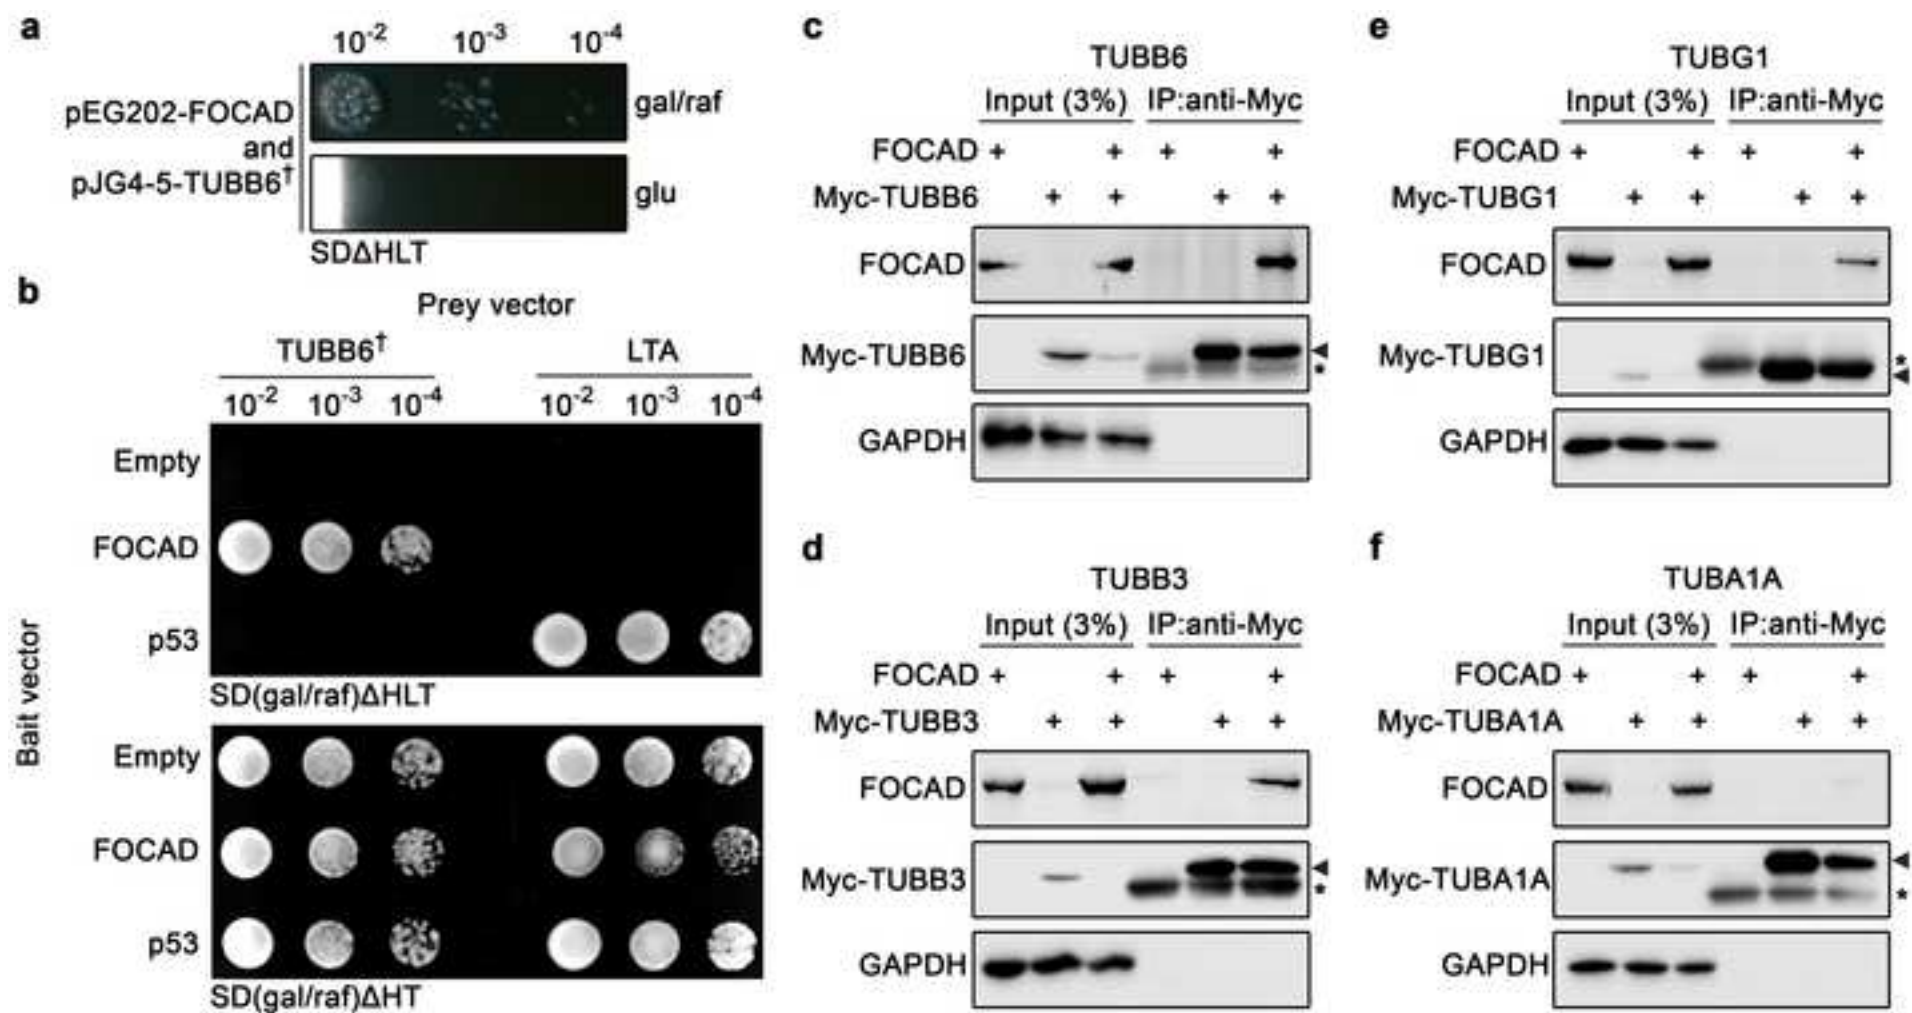 a
10-2 10-3 10-4
pEG202-FOCAD
and
pJG4-5-TUBB6†
gal/raf
glu
SDΔHLT
b
Prey vector
TUBB6† LTA
10-2 10-3 10-4 10-2 10-3 10-4
Bait vector
Empty
FOCAD
p53
SD(gal/raf)ΔHLT
Empty
FOCAD
p53
SD(gal/raf)ΔHT
c
TUBB6
Input (3%) IP:anti-Myc
FOCAD + + + +
Myc-TUBB6 + + + +
FOCAD
Myc-TUBB6
*
GAPDH
d
TUBB3
Input (3%) IP:anti-Myc
FOCAD + + + +
Myc-TUBB3 + + + +
FOCAD
Myc-TUBB3
*
GAPDH
e
TUBG1
Input (3%) IP:anti-Myc
FOCAD + + + +
Myc-TUBG1 + + + +
FOCAD
Myc-TUBG1
*
GAPDH
f
TUBA1A
Input (3%) IP:anti-Myc
FOCAD + + + +
Myc-TUBA1A + + + +
FOCAD
Myc-TUBA1A
*
GAPDH